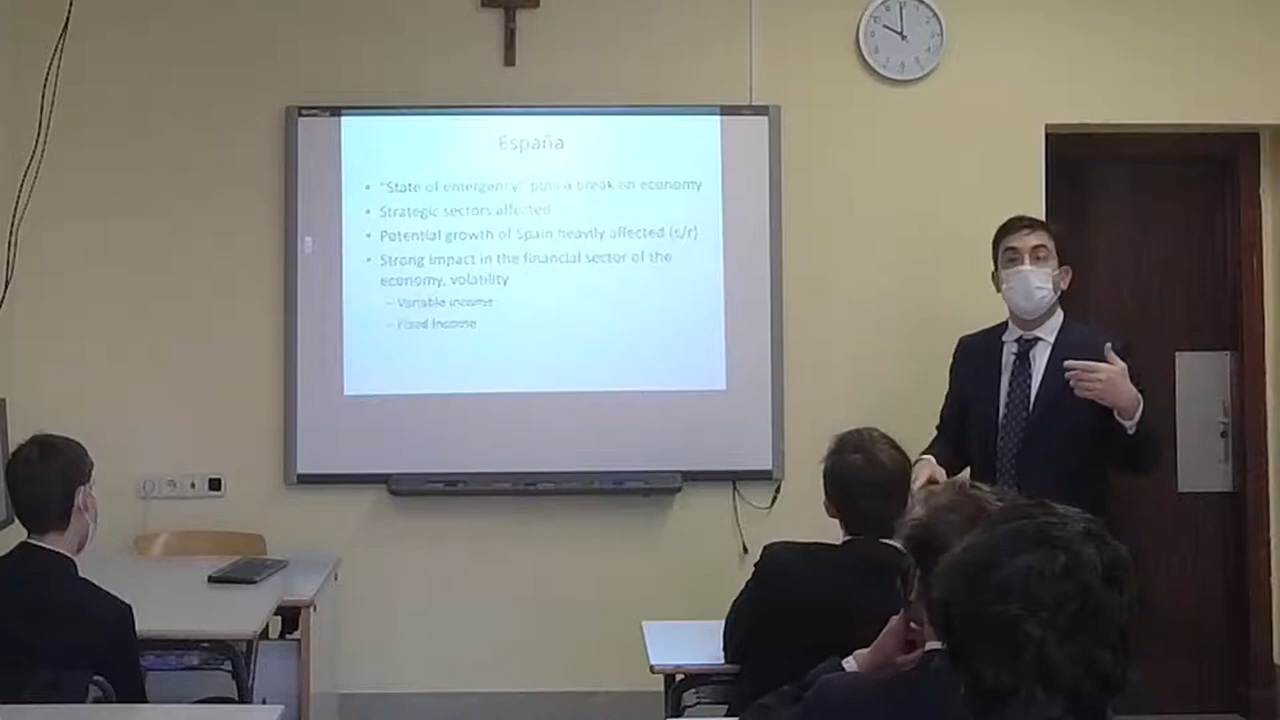 España
• "State of emergency" puts a break on economy
• Strategic sectors affected
• Potential growth of Spain heavily affected (s/r)
• Strong impact in the financial sector of the
economy, volatility
– Variable income
– Fixed income